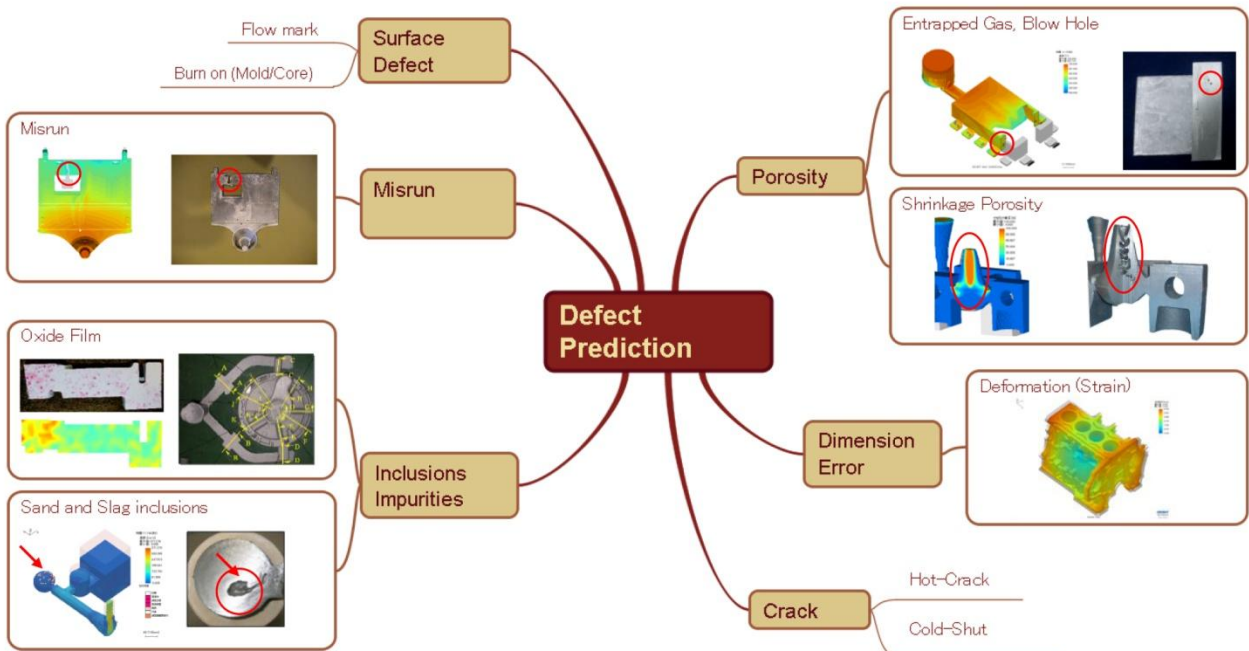 Flow mark
Burn on (Mold/Core)
Surface
Defect
Misrun
Misrun
Oxide Film
Inclusions
Impurities
Sand and Slag inclusions
Defect
Prediction
Entrapped Gas, Blow Hole
Porosity
Shrinkage Porosity
Deformation (Strain)
Dimension
Error
Hot-Crack
Crack
Cold-Shut